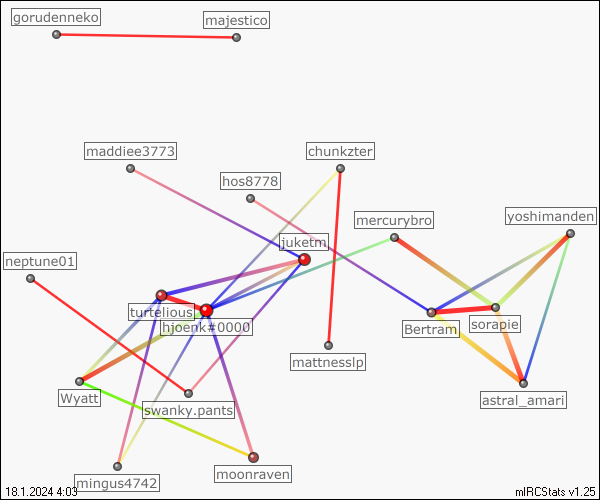 gorudenneko
majestico
maddiee3773
chunkzter
hos8778
mercurybro
yoshimanden
juketm
neptune01
turtelious
hjoenk#0000
Bertram
sorapie
mattnesslp
Wyatt
swanky.pants
astral_amari
moonraven
mingus4742
18.1.2024 4:03
mIRCStats v1.25